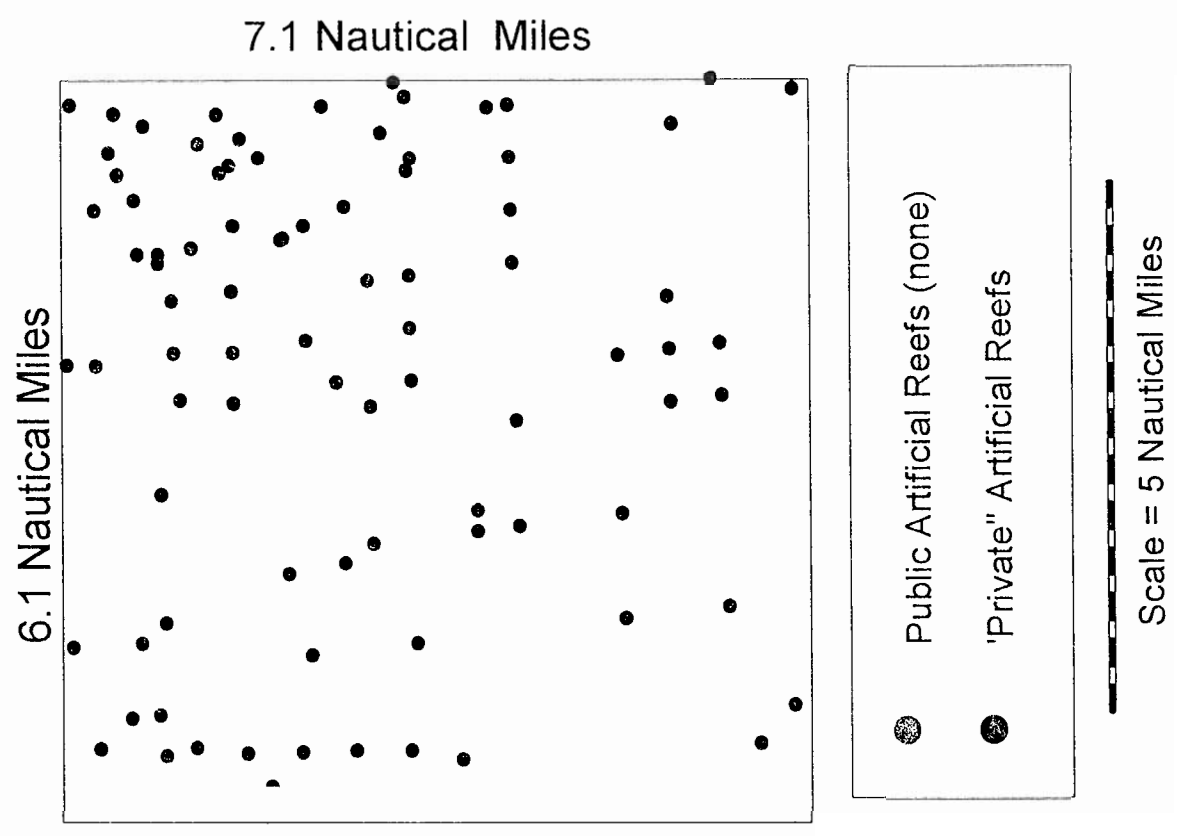 7.1 Nautical Miles
6.1 Nautical Miles
Public Artificial Reefs (none)
'Private" Artificial Reefs
Scale = 5 Nautical Miles